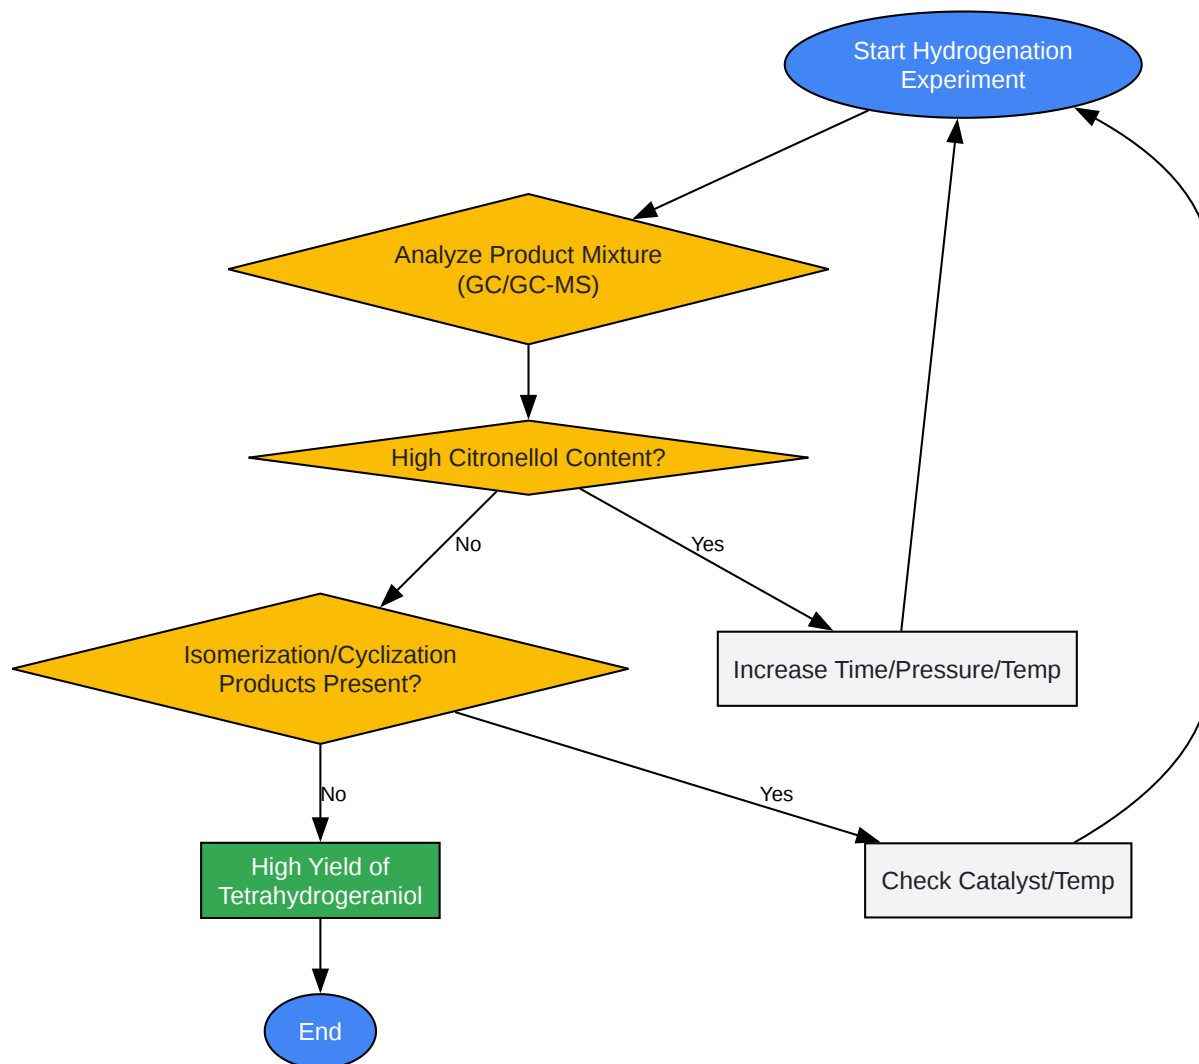 Start Hydrogenation
Experiment
Analyze Product Mixture
(GC/GC-MS)
High Citronellol Content?
No
Yes
Isomerization/Cyclization
Products Present?
Increase Time/Pressure/Temp
No
Yes
High Yield of
Tetrahydrogeraniol
Check Catalyst/Temp
End